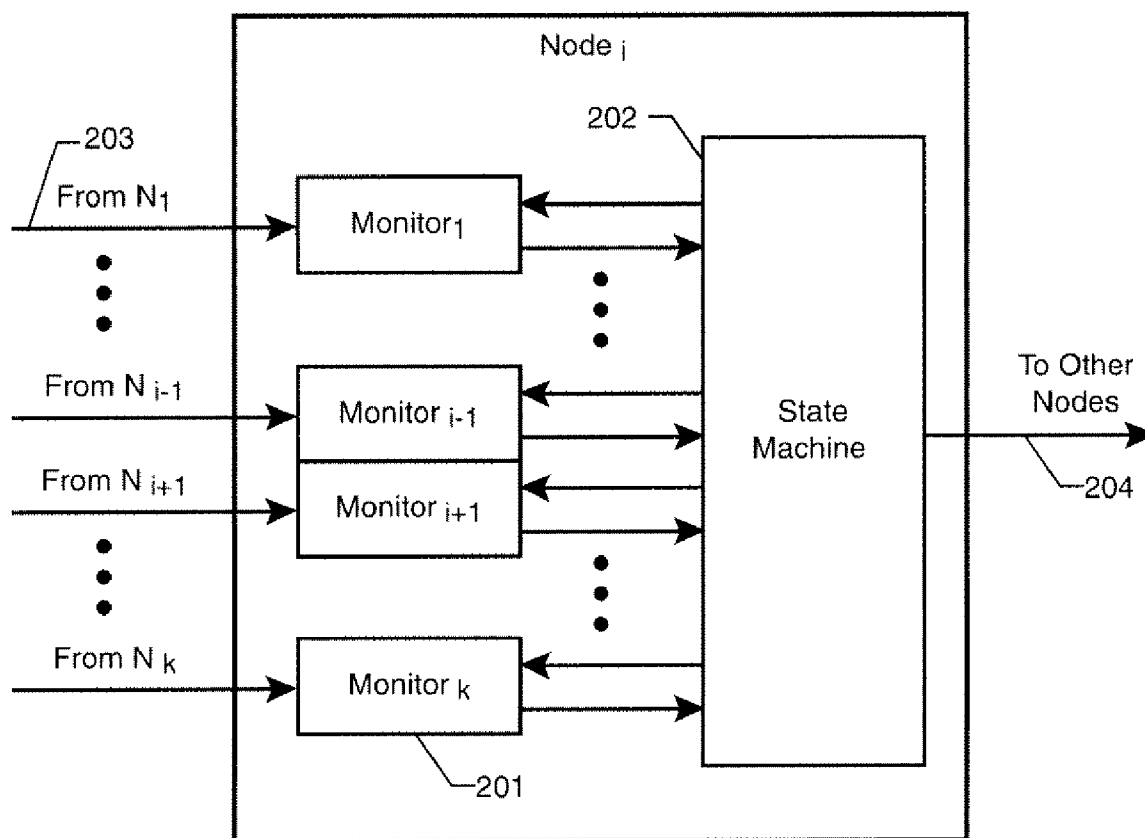 Node i
203
202
From N1
Monitor1
From N i-1
Monitor i-1
To Other
Nodes
State
Machine
From N i+1
Monitor i+1
204
From N k
Monitor k
201